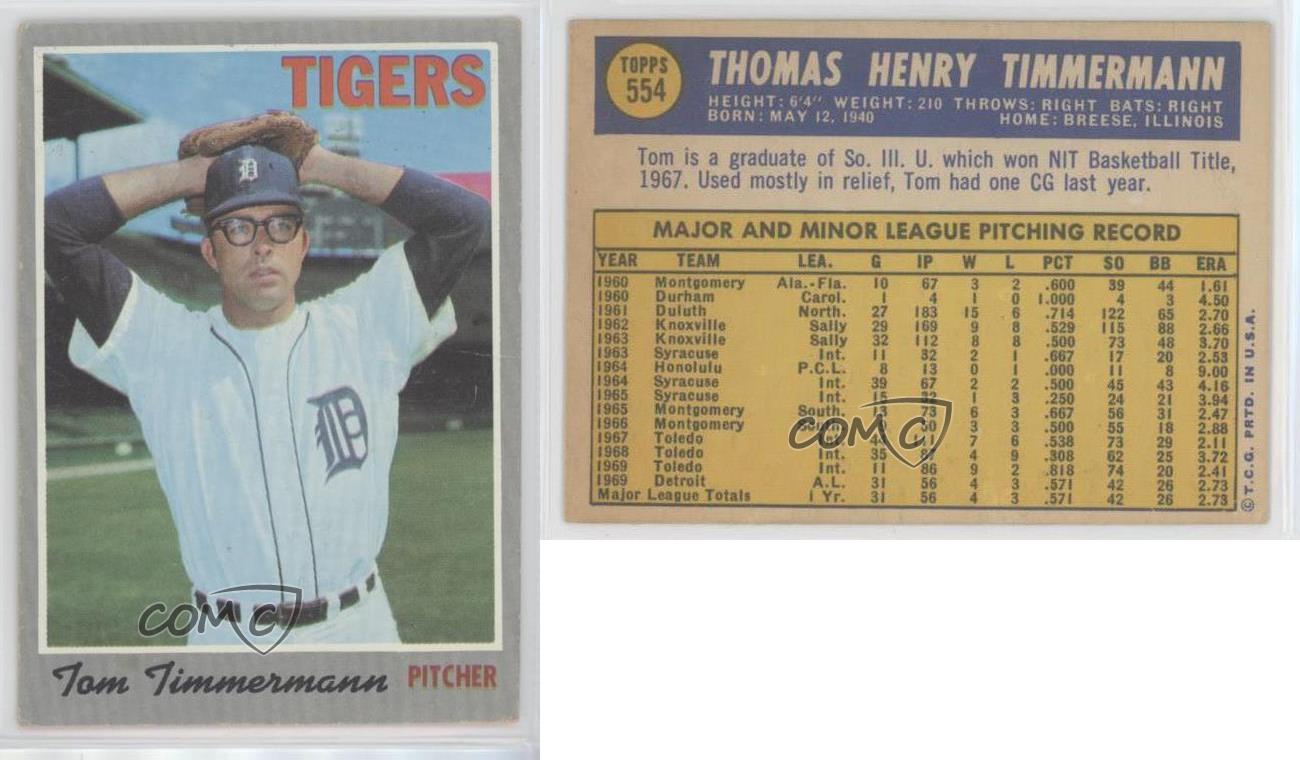 TIGERS
D
D
COMC
Tom Timmermann PITCHER
TOPPS
554
THOMAS HENRY TIMMERMANN
HEIGHT: 6'4" WEIGHT: 210 THROWS: RIGHT BATS: RIGHT
BORN: MAY 12, 1940 HOME: BREESE, ILLINOIS
Tom is a graduate of So. Ill. U. which won NIT Basketball Title,
1967. Used mostly in relief, Tom had one CG last year.
MAJOR AND MINOR LEAGUE PITCHING RECORD
YEAR TEAM LEA. G IP W L PCT SO BB ERA
1960 Montgomery Ala.-Fla. 10 67 3 2 .600 39 44 1.61
1960 Durham Carol. 1 4 1 0 1.000 4 3 4.50
1961 Duluth North. 27 183 15 6 .714 122 65 2.70
1962 Knoxville Sally 29 169 9 8 .529 115 88 2.66
1963 Knoxville Sally 32 112 8 8 .500 73 48 3.70
1963 Syracuse Int. 11 32 2 1 .667 17 20 2.53
1964 Honolulu P.C.L. 8 13 0 1 .000 11 8 9.00
1964 Syracuse Int. 39 67 2 2 .500 45 43 4.16
1965 Syracuse Int. 15 32 1 3 .250 24 21 3.94
1965 Montgomery South. 13 73 6 3 .667 56 31 2.47
1966 Montgomery South. 50 3 3 .500 55 18 2.88
1967 Toledo Int. 111 7 6 .538 73 29 2.11
1968 Toledo Int. 35 87 4 9 .308 62 25 3.72
1969 Toledo Int. 11 86 9 2 .818 74 20 2.41
1969 Detroit A.L. 31 56 4 3 .571 42 26 2.73
Major League Totals 1 Yr. 31 56 4 3 .571 42 26 2.73
© T.C.G. PRTD. IN U.S.A.
COMC